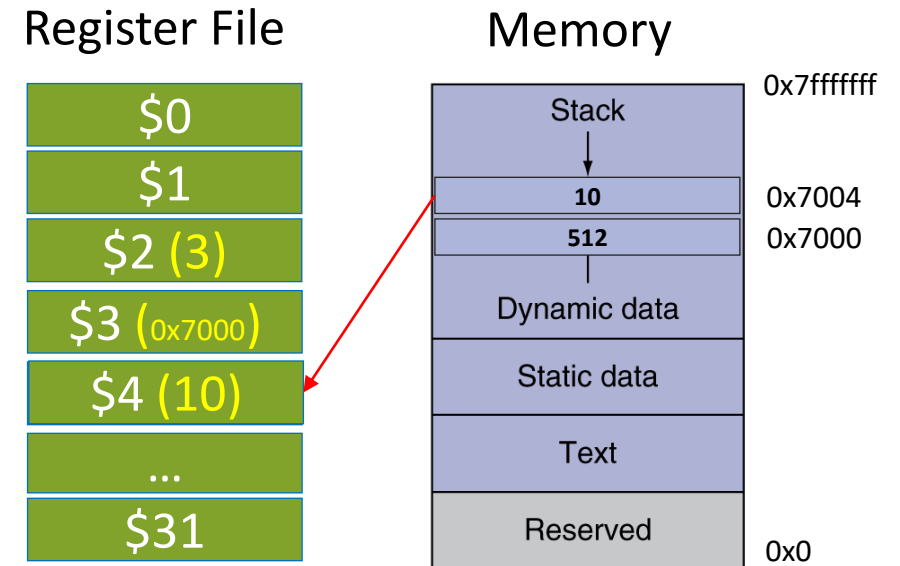 Register File
$0
$1
$2 (3)
$3 (0x7000)
$4 (10)
...
$31
Memory
0x7fffffff
Stack
10
0x7004
512
0x7000
Dynamic data
Static data
Text
Reserved
0x0